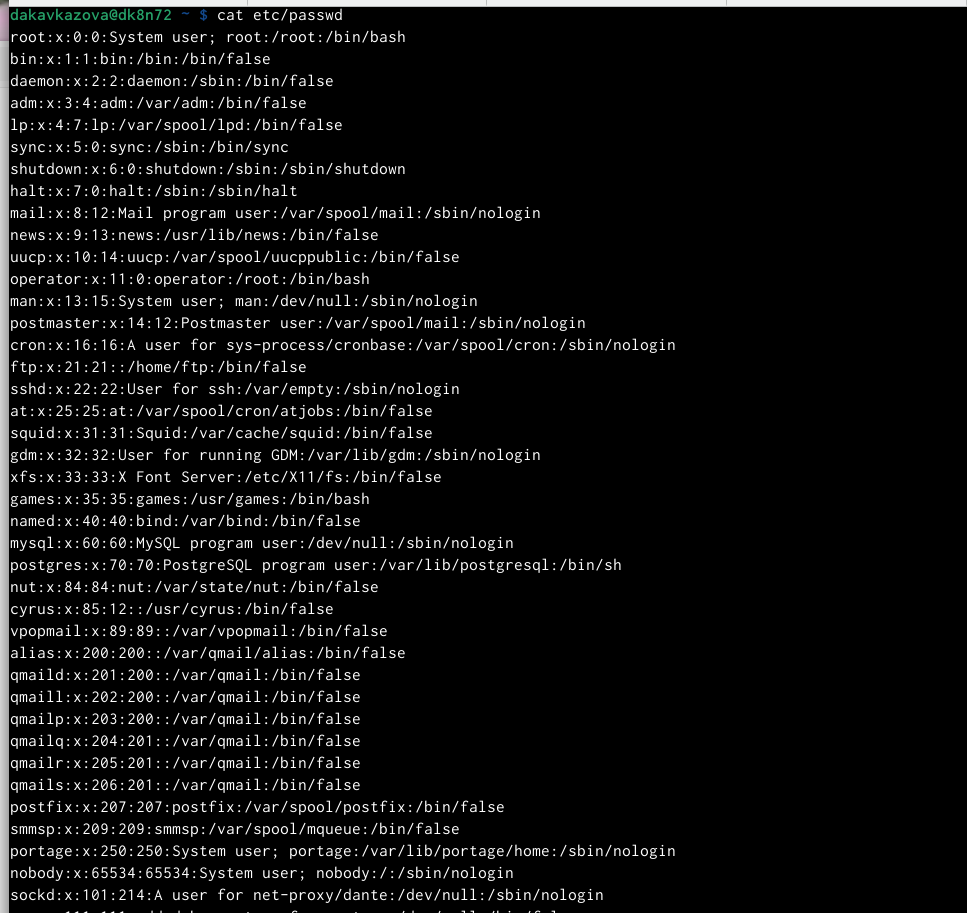 dakavkazova@dk8n72 ~ $ cat etc/passwd
root:x:0:0:System user; root:/root:/bin/bash
bin:x:1:1:bin:/bin:/bin/false
daemon:x:2:2:daemon:/sbin:/bin/false
adm:x:3:4:adm:/var/adm:/bin/false
lp:x:4:7:lp:/var/spool/lpd:/bin/false
sync:x:5:0:sync:/sbin:/bin/sync
shutdown:x:6:0:shutdown:/sbin:/sbin/shutdown
halt:x:7:0:halt:/sbin:/sbin/halt
mail:x:8:12:Mail program user:/var/spool/mail:/sbin/nologin
news:x:9:13:news:/usr/lib/news:/bin/false
uucp:x:10:14:uucp:/var/spool/uucppublic:/bin/false
operator:x:11:0:operator:/root:/bin/bash
man:x:13:15:System user; man:/dev/null:/sbin/nologin
postmaster:x:14:12:Postmaster user:/var/spool/mail:/sbin/nologin
cron:x:16:16:A user for sys-process/cronbase:/var/spool/cron:/sbin/nologin
ftp:x:21:21::/home/ftp:/bin/false
sshd:x:22:22:User for ssh:/var/empty:/sbin/nologin
at:x:25:25:at:/var/spool/cron/atjobs:/bin/false
squid:x:31:31:Squid:/var/cache/squid:/bin/false
gdm:x:32:32:User for running GDM:/var/lib/gdm:/sbin/nologin
xfs:x:33:33:X Font Server:/etc/X11/fs:/bin/false
games:x:35:35:games:/usr/games:/bin/bash
named:x:40:40:bind:/var/bind:/bin/false
mysql:x:60:60:MySQL program user:/dev/null:/sbin/nologin
postgres:x:70:70:PostgreSQL program user:/var/lib/postgresql:/bin/sh
nut:x:84:84:nut:/var/state/nut:/bin/false
cyrus:x:85:12::/usr/cyrus:/bin/false
vpopmail:x:89:89::/var/vpopmail:/bin/false
alias:x:200:200::/var/qmail/alias:/bin/false
qmaild:x:201:200::/var/qmail:/bin/false
qmaill:x:202:200::/var/qmail:/bin/false
qmailp:x:203:200::/var/qmail:/bin/false
qmailq:x:204:201::/var/qmail:/bin/false
qmailr:x:205:201::/var/qmail:/bin/false
qmails:x:206:201::/var/qmail:/bin/false
postfix:x:207:207:postfix:/var/spool/postfix:/bin/false
smmsp:x:209:209:smmsp:/var/spool/mqueue:/bin/false
portage:x:250:250:System user; portage:/var/lib/portage/home:/sbin/nologin
nobody:x:65534:65534:System user; nobody:/:/sbin/nologin
sockd:x:101:214:A user for net-proxy/dante:/dev/null:/sbin/nologin